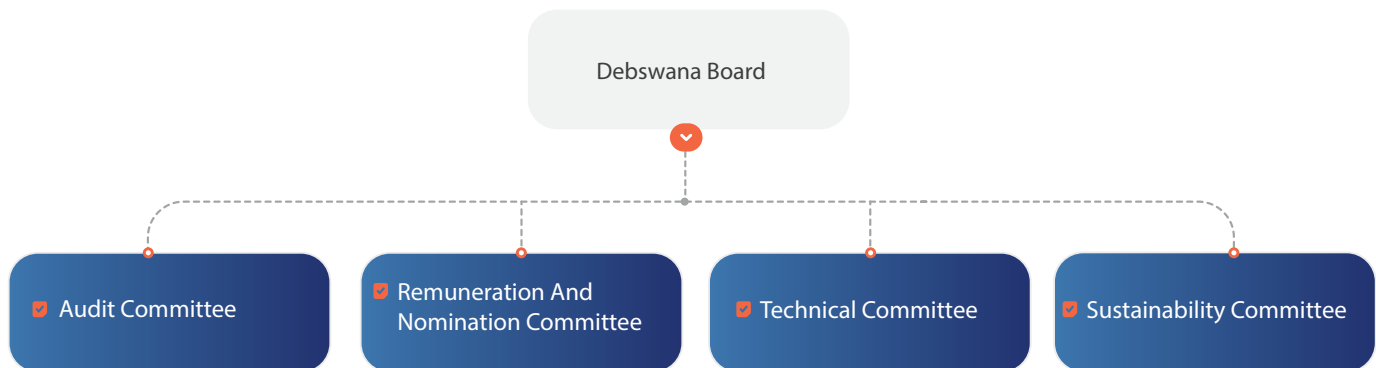 Debswana Board
Audit Committee
Remuneration And
Nomination Committee
Technical Committee
Sustainability Committee